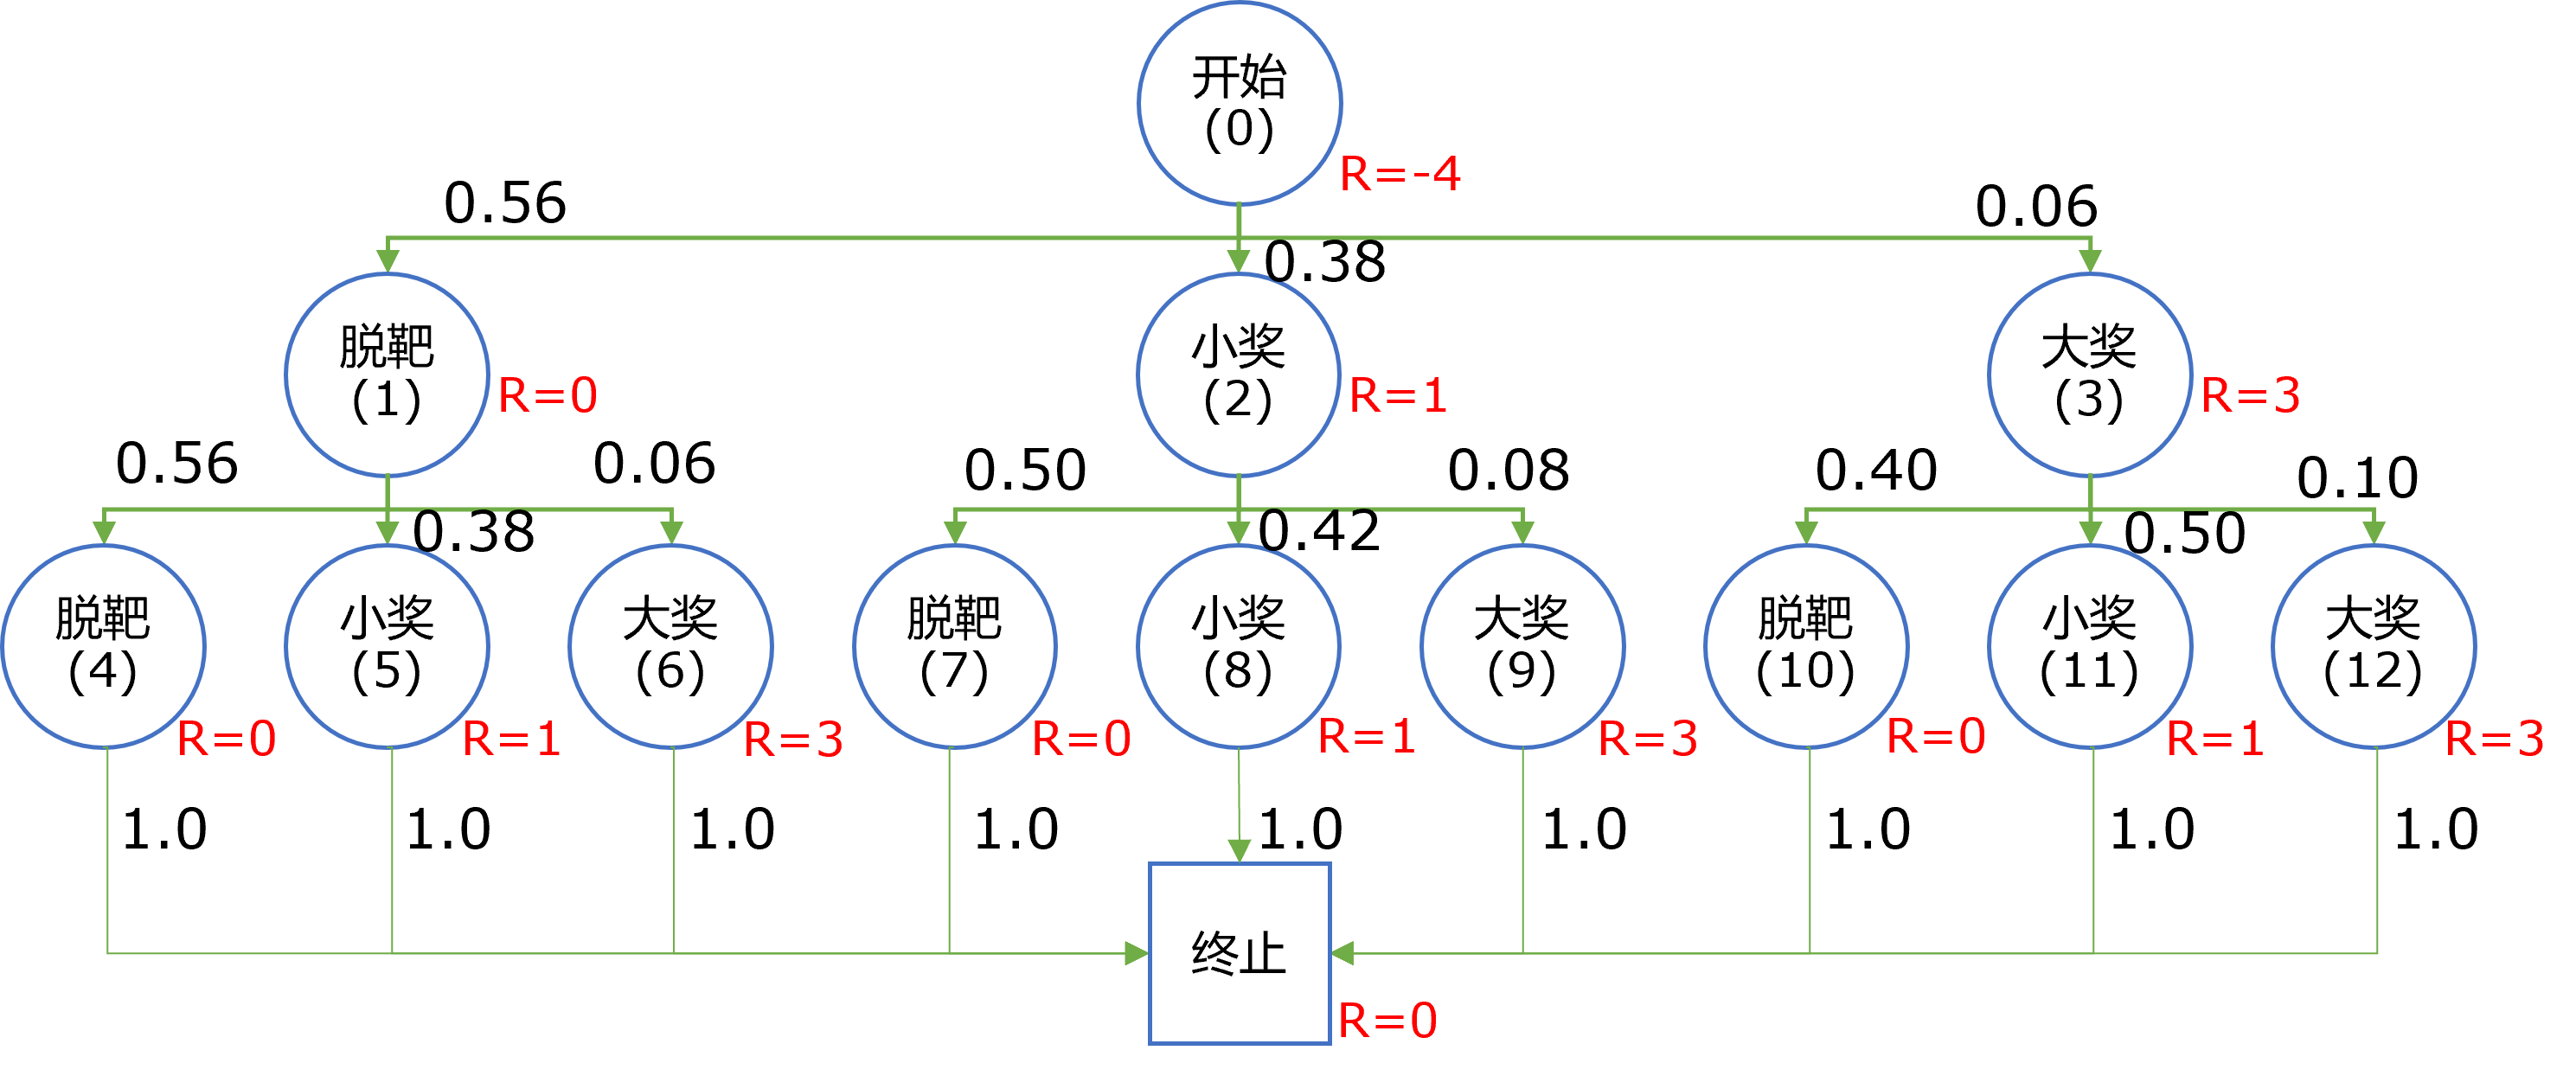 开始
(0)
R=-4
0.56
0.38
0.06
脱靶
(1)
R=0
小奖
(2)
R=1
大奖
(3)
R=3
0.56
0.38
0.06
0.50
0.42
0.08
0.40
0.50
0.10
脱靶
(4)
R=0
小奖
(5)
R=1
大奖
(6)
R=3
脱靶
(7)
R=0
小奖
(8)
R=1
大奖
(9)
R=3
脱靶
(10)
R=0
小奖
(11)
R=1
大奖
(12)
R=3
1.0
1.0
1.0
1.0
1.0
1.0
1.0
1.0
1.0
终止
R=0